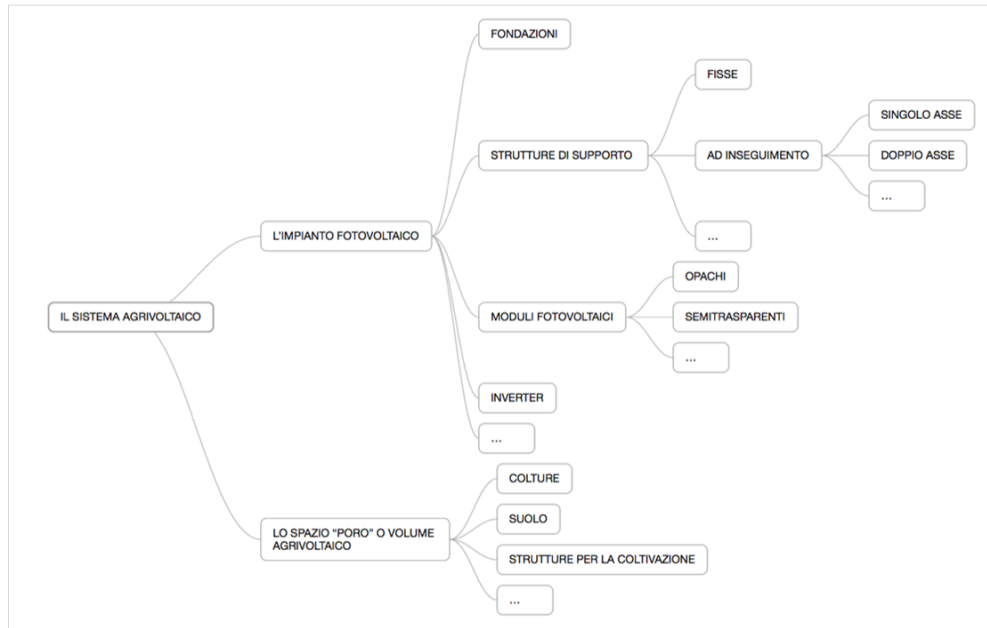 FONDAZIONI
FISSE
SINGOLO ASSE
STRUTTURE DI SUPPORTO
AD INSEGUIMENTO
DOPPIO ASSE
...
L'IMPIANTO FOTOVOLTAICO
...
OPACHI
IL SISTEMA AGRIVOLTAICO
MODULI FOTOVOLTAICI
SEMITRASPARENTI
...
INVERTER
...
COLTURE
SUOLO
LO SPAZIO “PORO” O VOLUME
AGRIVOLTAICO
STRUTTURE PER LA COLTIVAZIONE
...